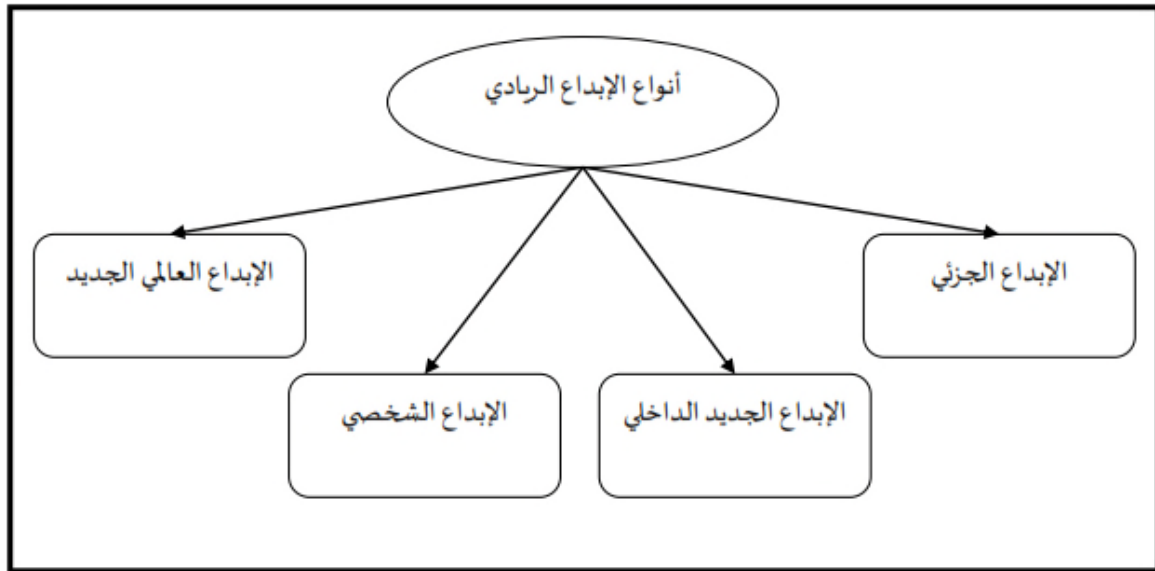 أنواع الإبداع الريادي
الإبداع الجزئي
الإبداع العالمي الجديد
الإبداع الجديد الداخلي
الإبداع الشخصي